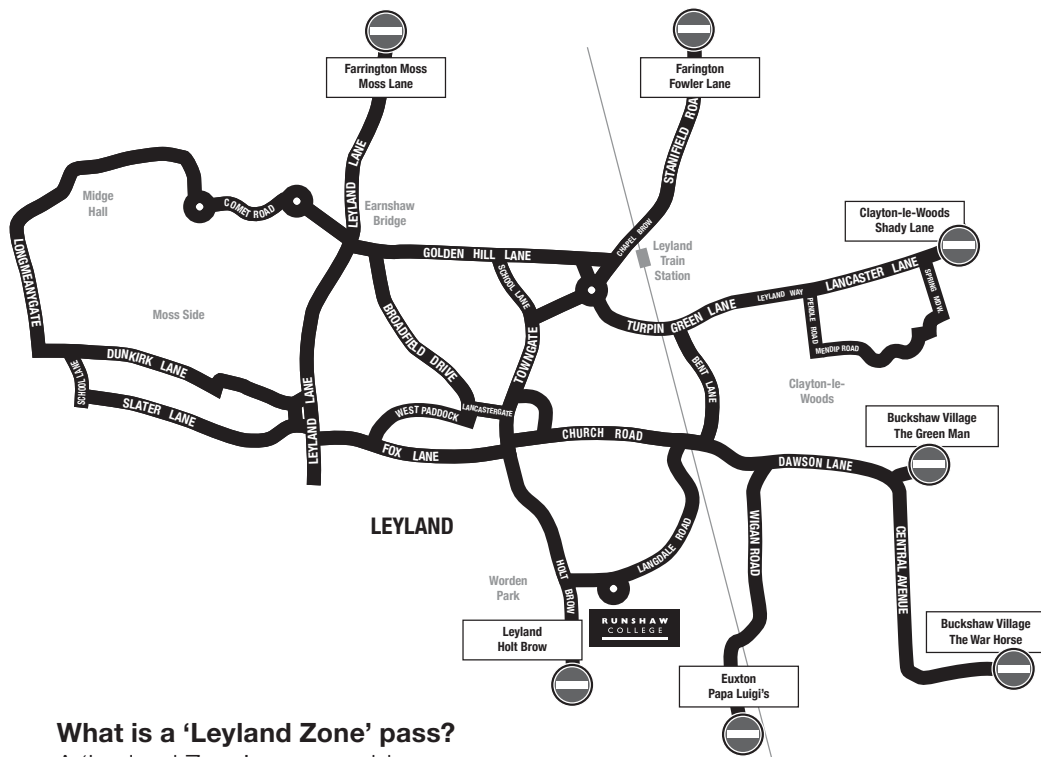 Farrington Moss
Moss Lane
Farington
Fowler Lane
STANIFIELD ROA
LEYLAND LANE
Midge
Hall
COMET ROAD
Earnshaw
Bridge
Clayton-le-Woods
Shady Lane
CHAPEL BROW
LONGMEANYGATE
GOLDEN HILL LANE
Leyland
Train
Station
SCHOOL LANE
LANCASTER LANE
SPRING MDW.
LEYLAND WAY
PENDLE ROAD
Moss Side
BROADFIELD DRIVE
TOWNGATE
TURPIN GREEN LANE
MENDIP ROAD
DUNKIRK LANE
SCHOOL LANE
BENT LANE
Clayton-le-
Woods
SLATER LANE
LEYLAND LANE
WEST PADDOCK
LANCASTERGATE
Buckshaw Village
The Green Man
FOX LANE
CHURCH ROAD
DAWSON LANE
LEYLAND
LANGDALE ROAD
WIGAN ROAD
CENTRAL AVENUE
HOLT BROW
Worden
Park
RUNSHAW
COLLEGE
Leyland
Holt Brow
Buckshaw Village
The War Horse
Euxton
Papa Luigi's
What is a ‘Leyland Zone’ pass?